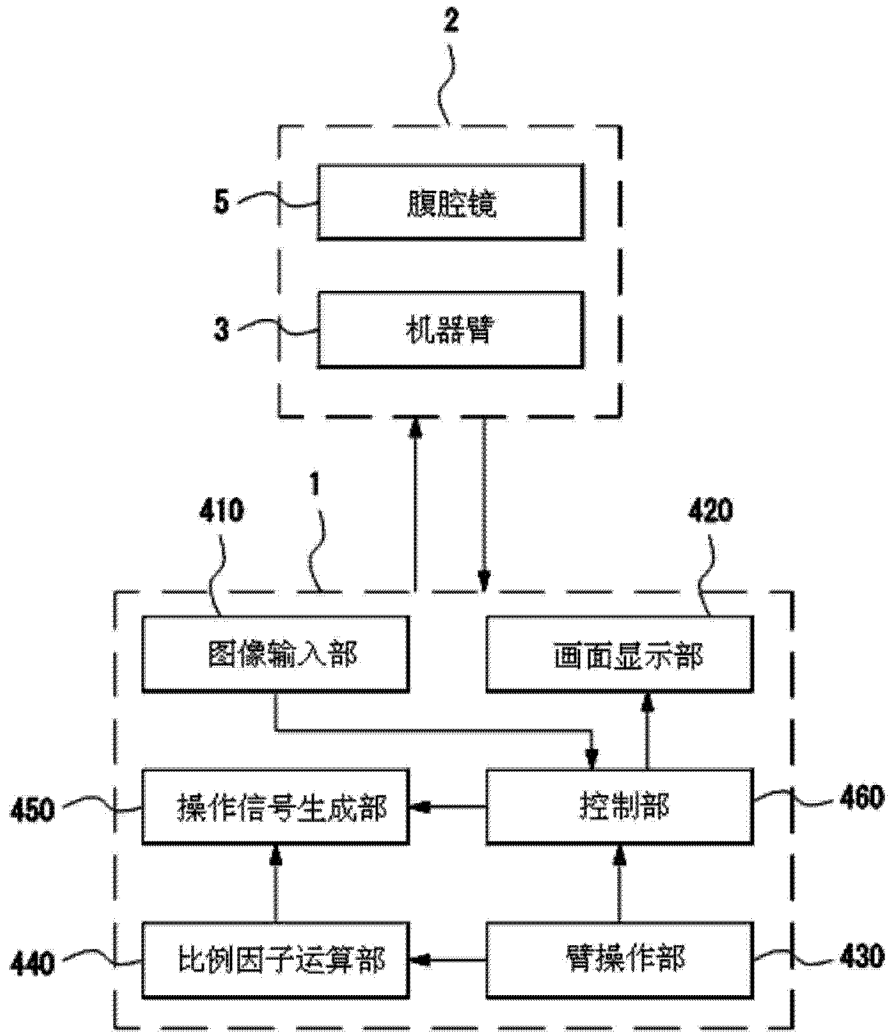 2
5
腹腔镜
3
机器臂
1
410
420
图像输入部
画面显示部
450
操作信号生成部
控制部
460
440
比例因子运算部
臂操作部
430